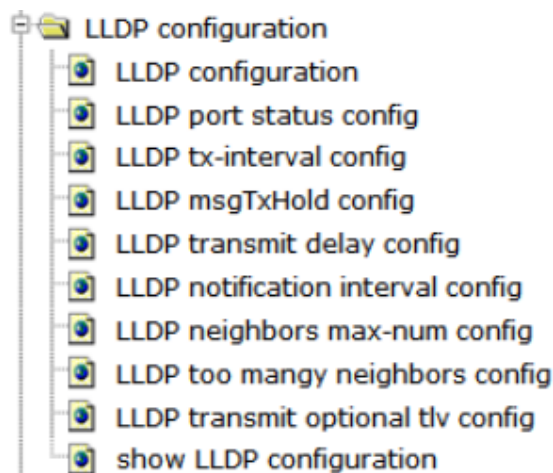 LLDP configuration
LLDP configuration
LLDP port status config
LLDP tx-interval config
LLDP msgTxHold config
LLDP transmit delay config
LLDP notification interval config
LLDP neighbors max-num config
LLDP too mangy neighbors config
LLDP transmit optional tlv config
show LLDP configuration